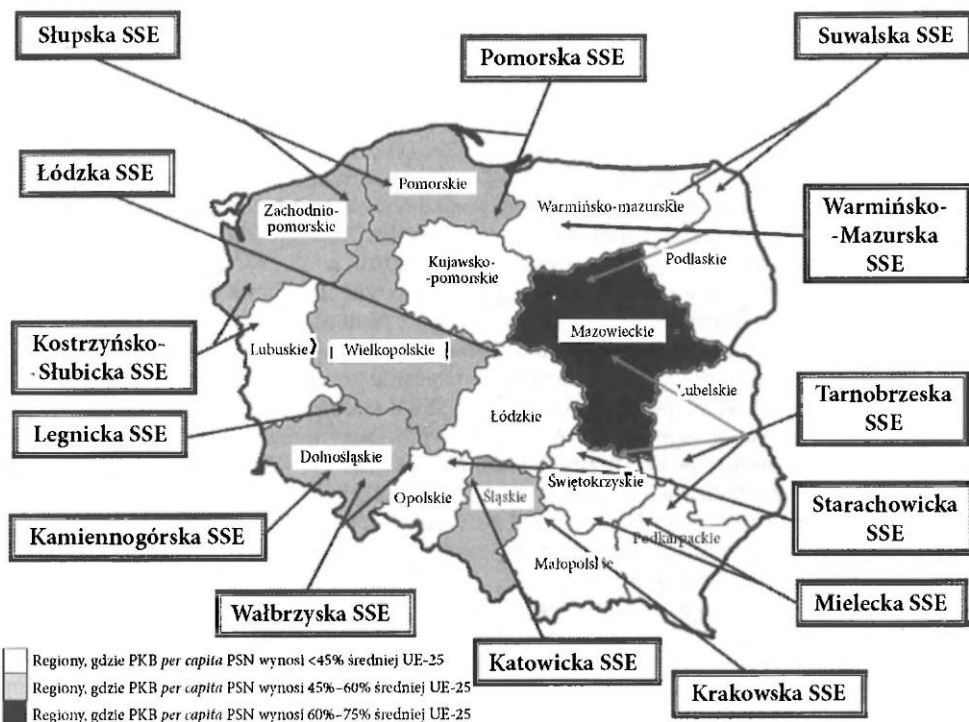 Słupska SSE
Pomorska SSE
Suwalska SSE
Łódzka SSE
Pomorskie
Zachodnio-
pomorskie
Warmińsko-mazurskie
Warmińsko-
-Mazurska
SSE
Kujawsko-
-pomorskie
Podlaskie
Mazowieckie
Kostrzyńsko-
Słubicka SSE
Lubuskie
Wielkopolskie
Lubelskie
Tarnobrzeska
SSE
Łódzkie
Legnicka SSE
Dolnośląskie
Opolskie
Śląskie
Świętokrzyskie
Starachowicka
SSE
Kamiennogórska SSE
Podkarpackie
Małopolskie
Mielecka SSE
Wałbrzyska SSE
Katowicka SSE
Krakowska SSE
Regiony, gdzie PKB per capita PSN wynosi <45% średniej UE-25
Regiony, gdzie PKB per capita PSN wynosi 45%–60% średniej UE-25
Regiony, gdzie PKB per capita PSN wynosi 60%–75% średniej UE-25